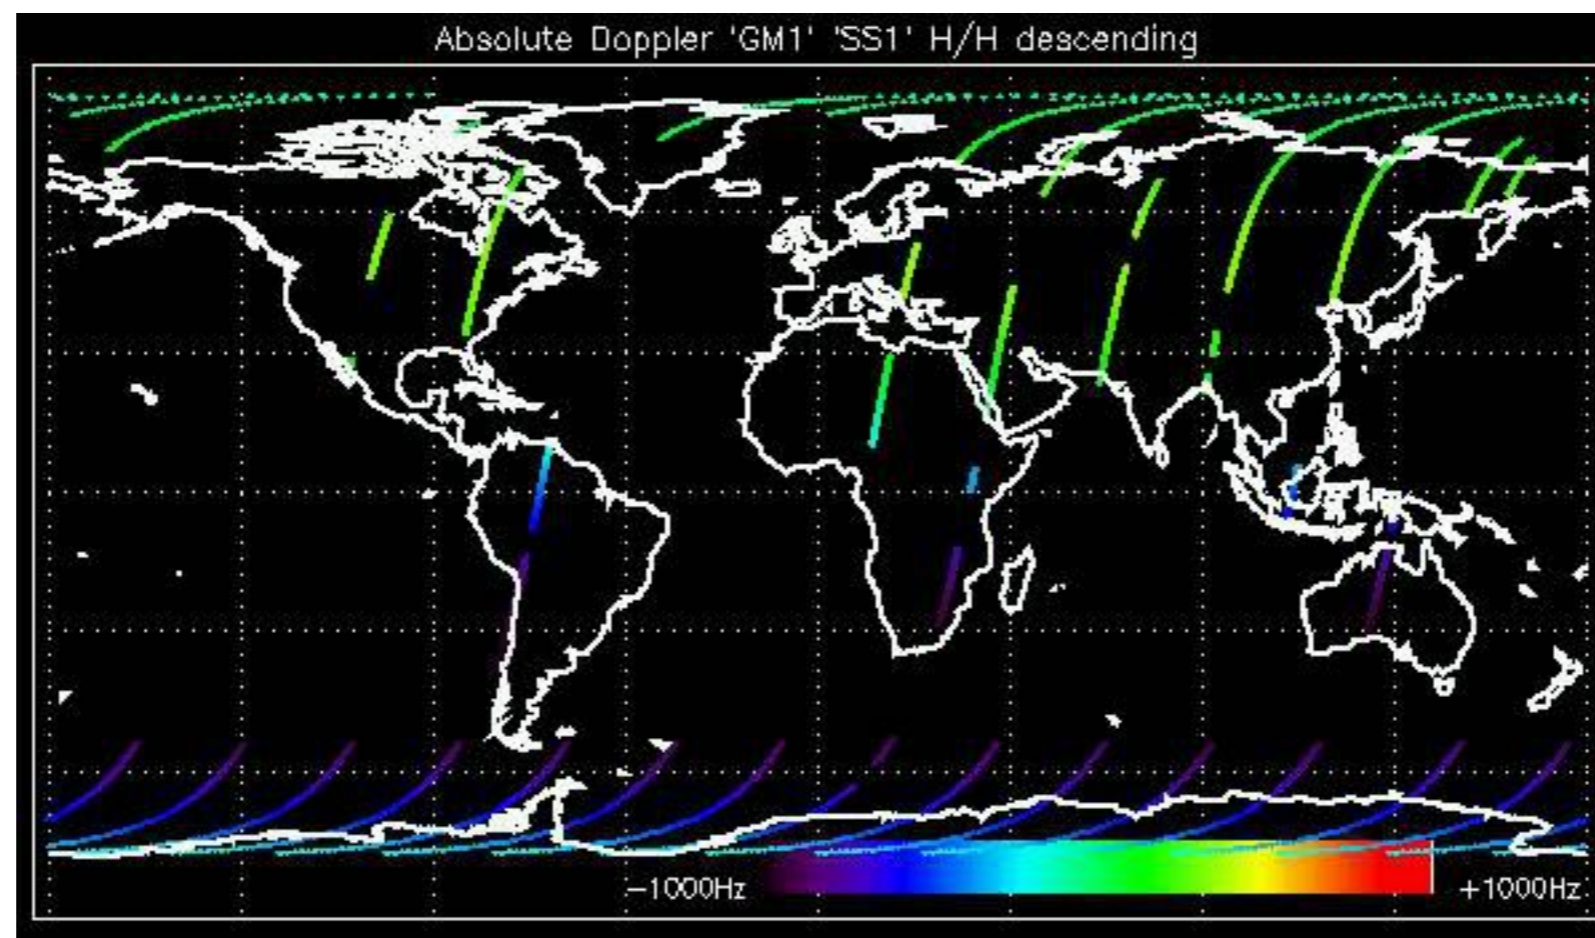 Absolute Doppler 'GM1' 'SS1' H/H descending
−1000Hz
+1000Hz